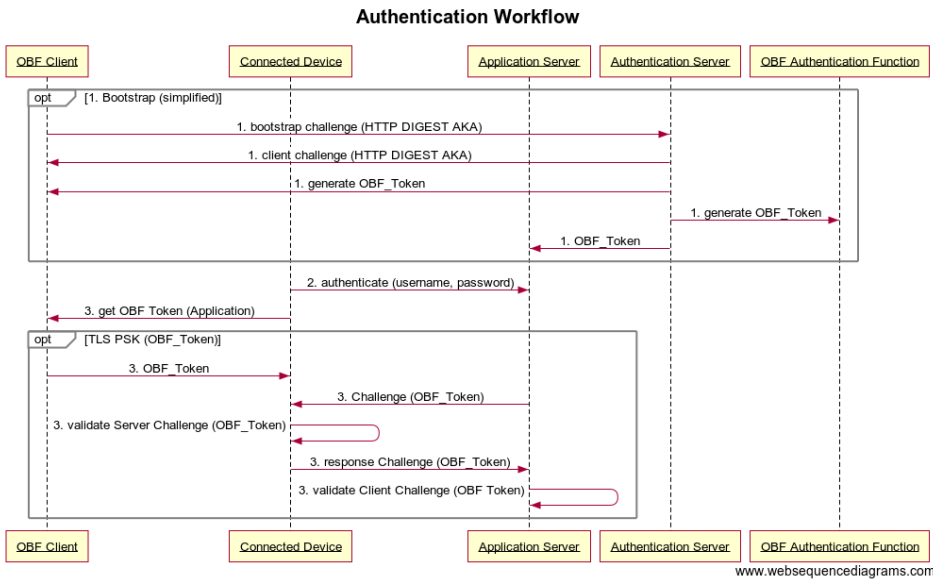 Authentication Workflow
OBF Client
Connected Device
Application Server
Authentication Server
OBF Authentication Function
opt
[1. Bootstrap (simplified)]
1. bootstrap challenge (HTTP DIGEST AKA)
1. client challenge (HTTP DIGEST AKA)
1. generate OBF_Token
1. generate OBF_Token
1. OBF_Token
2. authenticate (username, password)
3. get OBF Token (Application)
opt
[TLS PSK (OBF_Token)]
3. OBF_Token
3. Challenge (OBF_Token)
3. validate Server Challenge (OBF_Token)
3. response Challenge (OBF_Token)
3. validate Client Challenge (OBF Token)
OBF Client
Connected Device
Application Server
Authentication Server
OBF Authentication Function
www.websequencediagrams.com